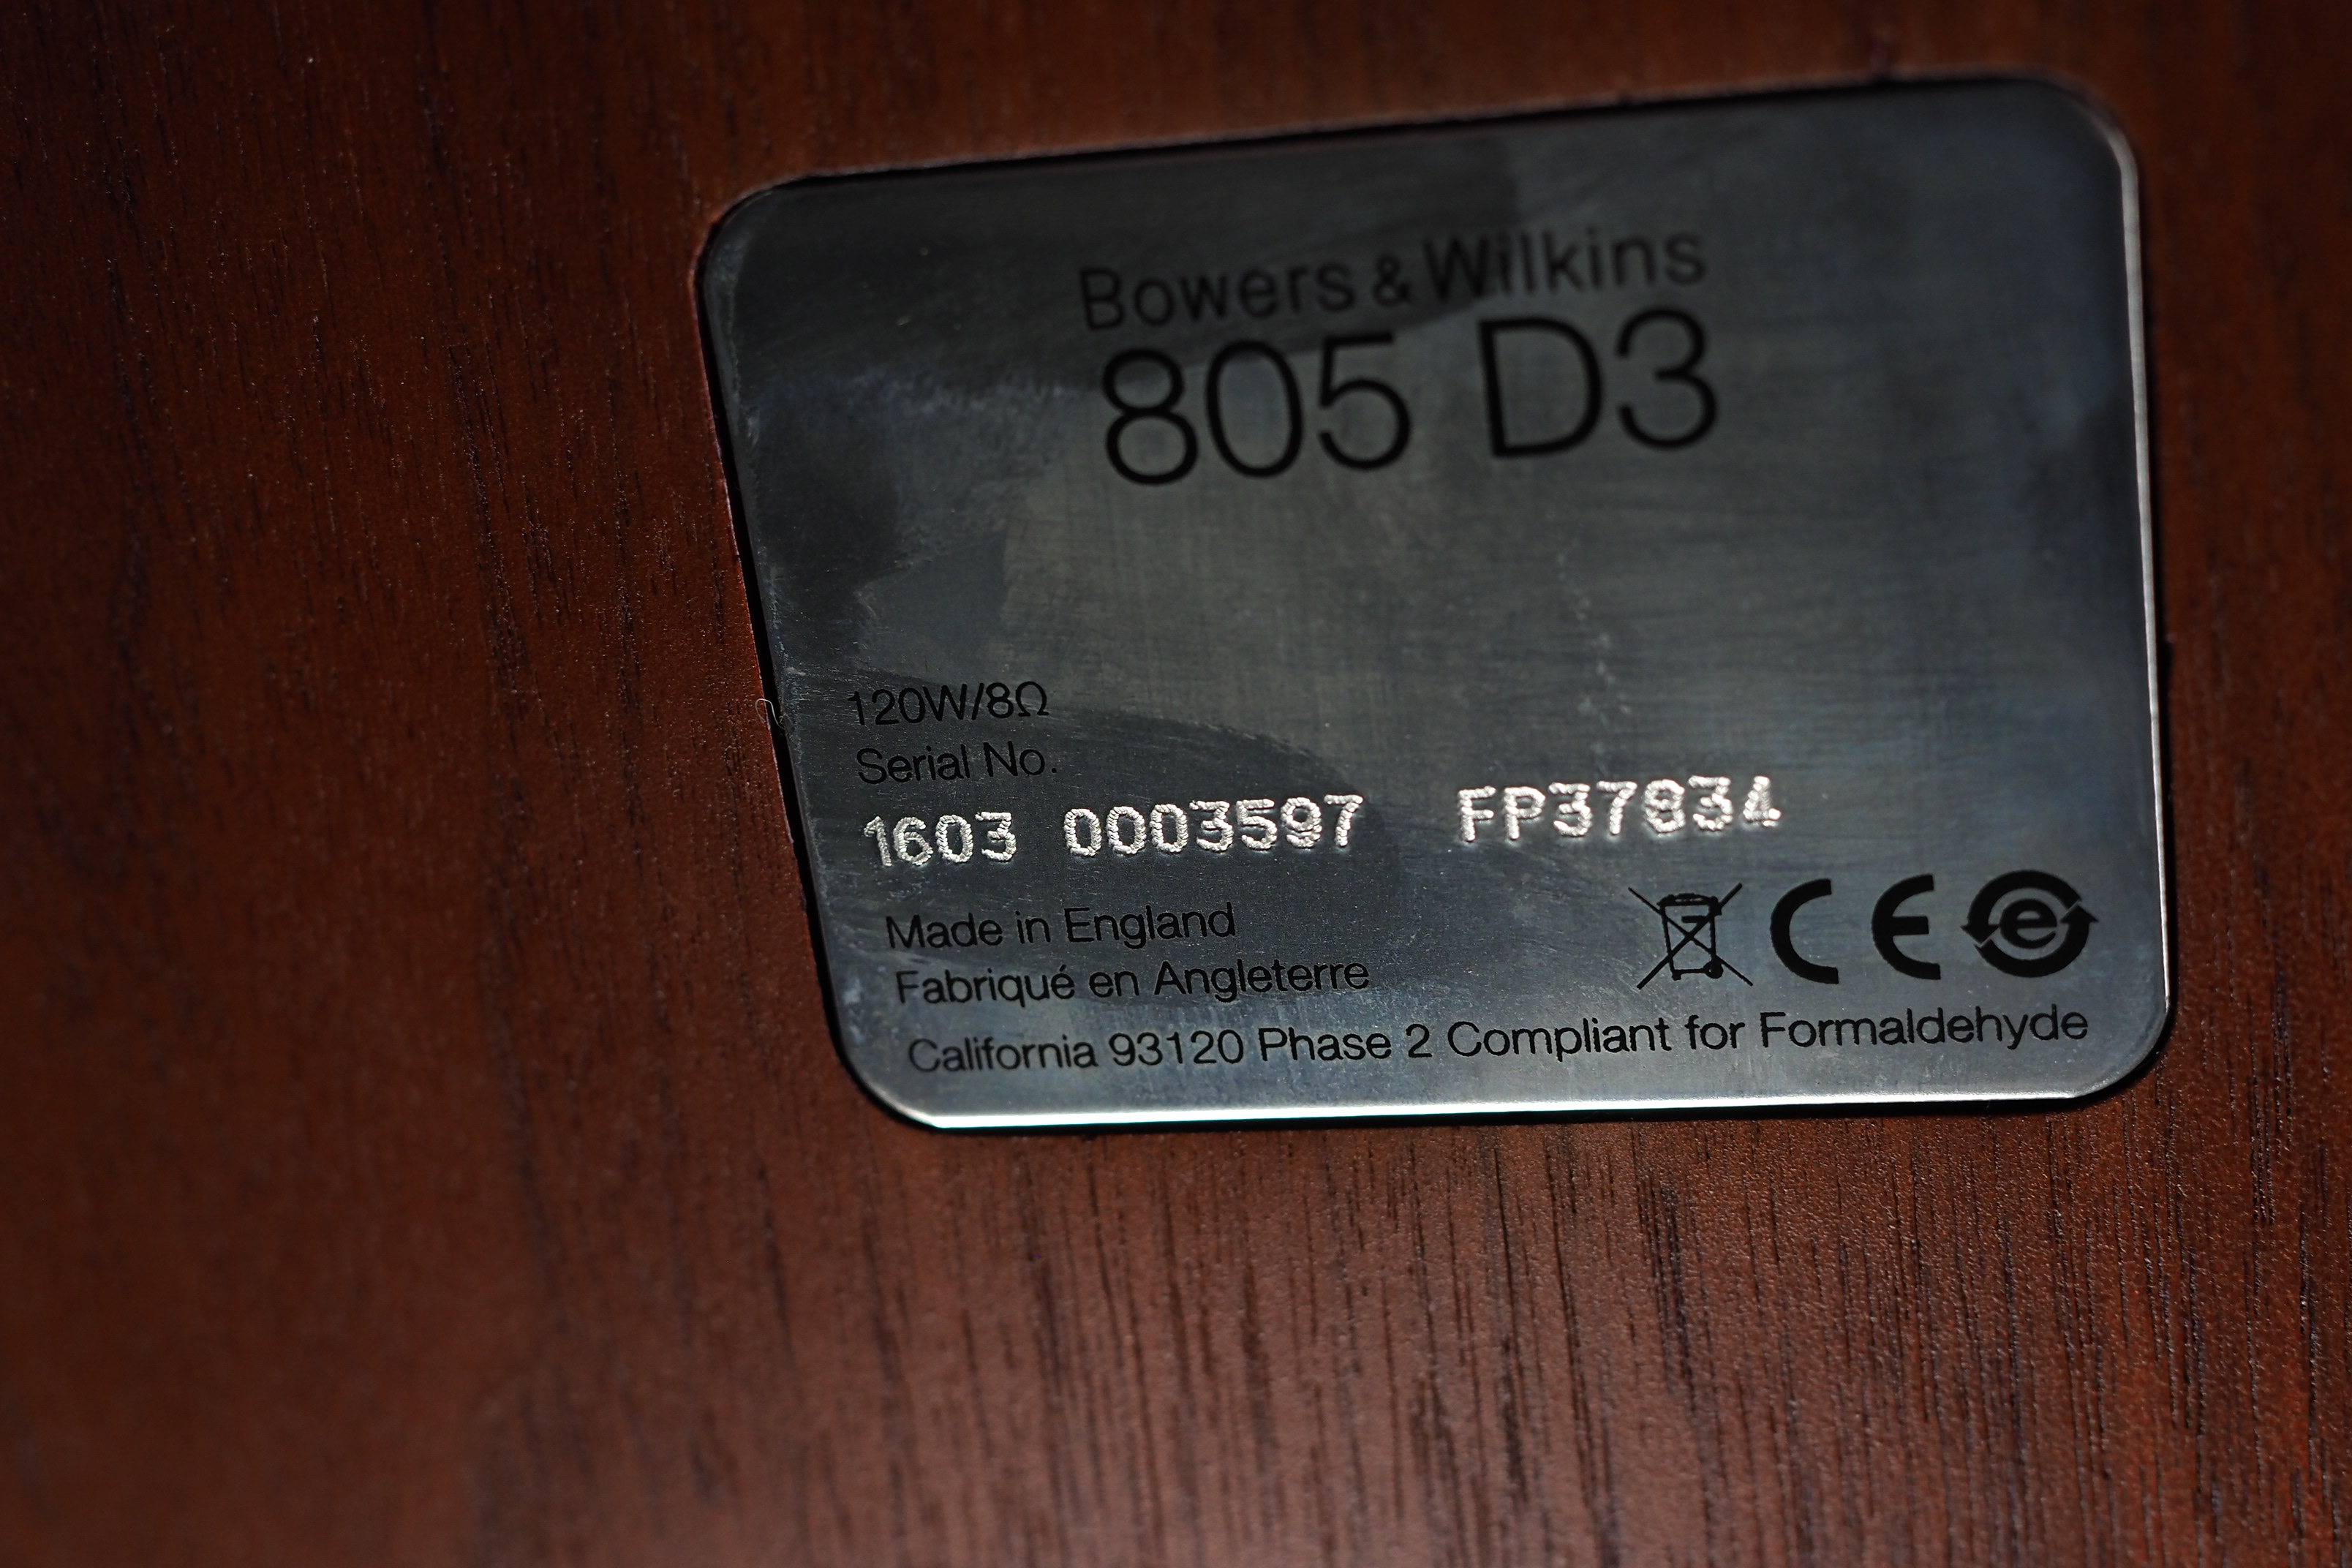 Bowers & Wilkins
805 D3
120W/8Ω
Serial No.
1603 0003597 FP37834
Made in England
Fabriqué en Angleterre
CE e
California 93120 Phase 2 Compliant for Formaldehyde